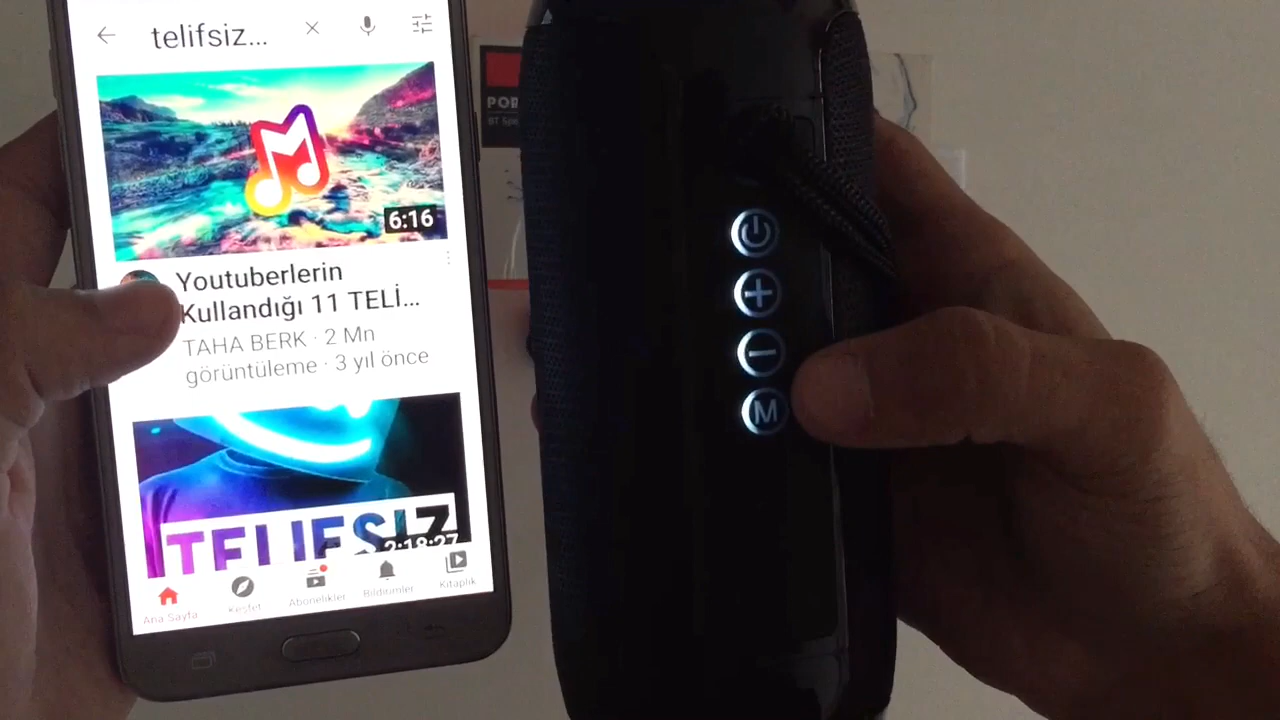 telifsiz...
6:16
Youtuberlerin
Kullandığı 11 TELİ...
TAHA BERK · 2 Mn
görüntüleme · 3 yıl önce
TELİFSİZ
2:18:27
Ana Sayfa
Keşfet
Abonelikler
Bildirimler
Kitaplık
M